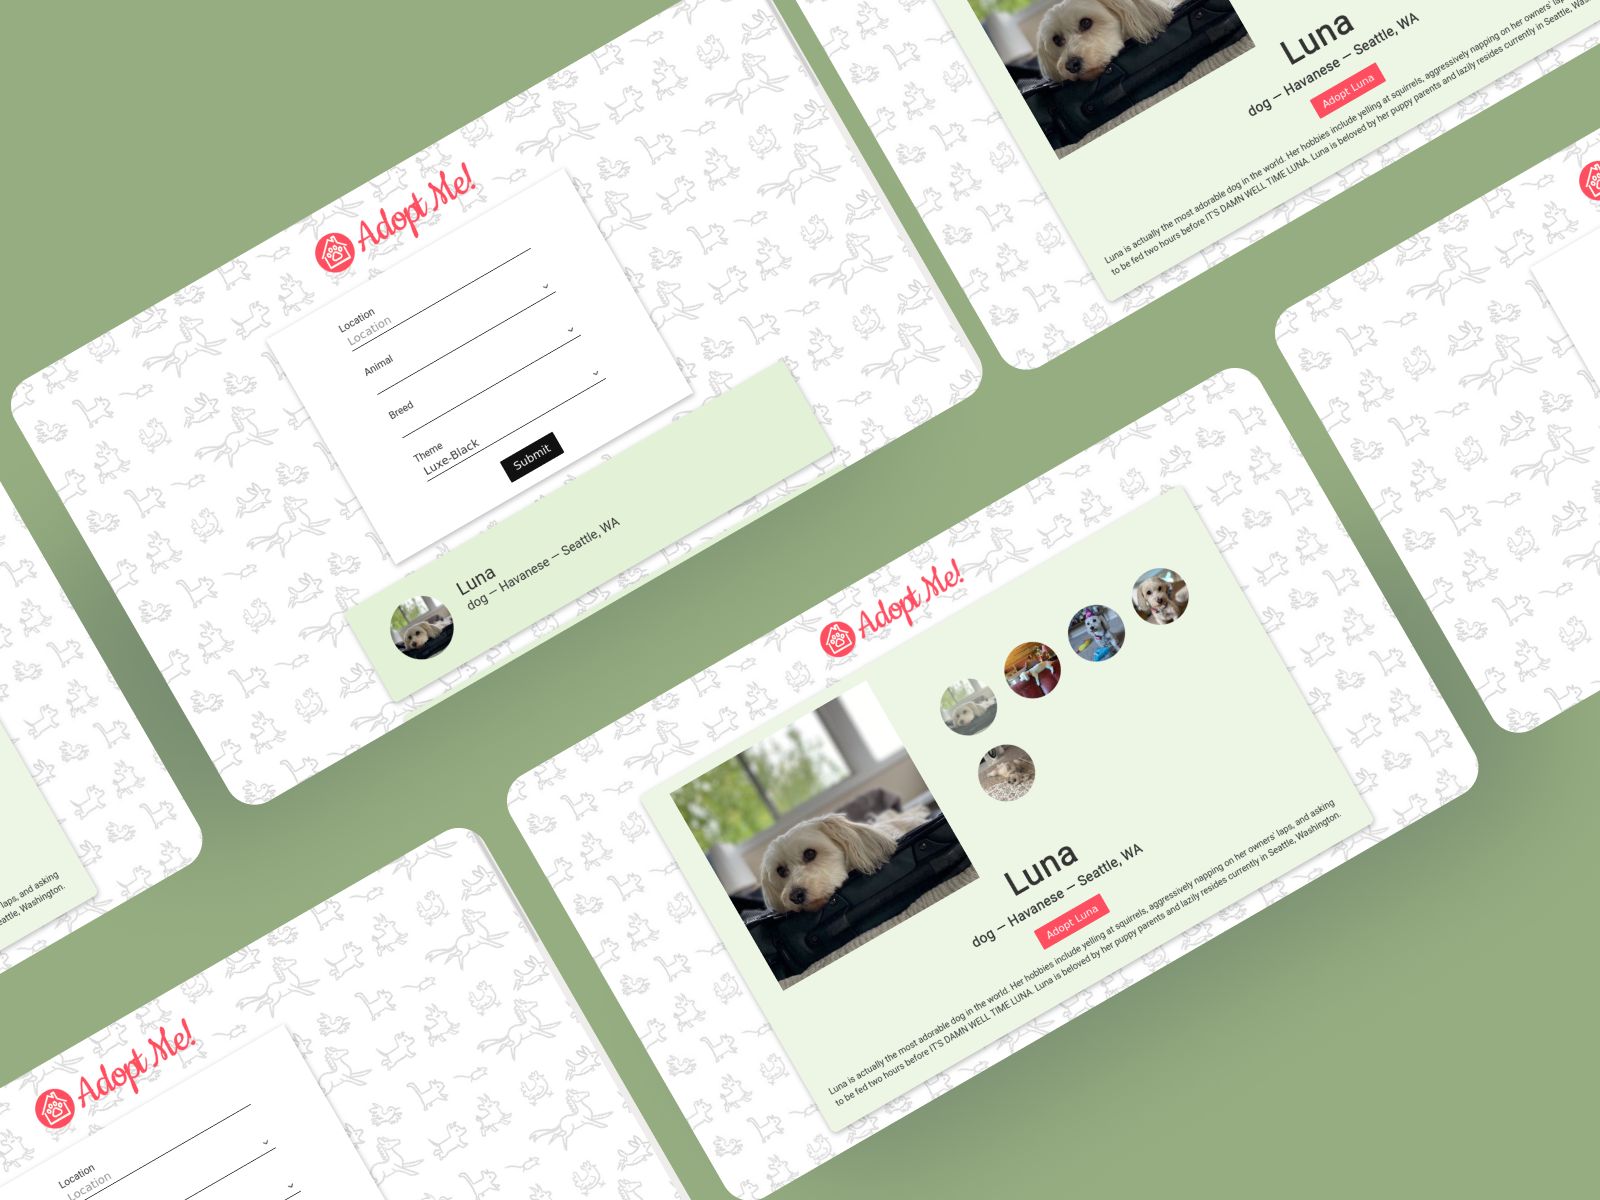 Adopt Me!
Location
Location
Animal
Breed
Theme
Luxe-Black
Submit
Luna
dog — Havanese — Seattle, WA
Luna
dog — Havanese — Seattle, WA
Adopt Luna
Luna is actually the most adorable dog in the world. Her hobbies include yelling at squirrels, aggressively napping on her owners' lap
to be fed two hours before IT'S DAMN WELL TIME LUNA. Luna is beloved by her puppy parents and lazily resides currently in Seattle, Was
laps, and asking
eattle, Washington.
Adopt Me!
Luna
dog — Havanese — Seattle, WA
Adopt Luna
Luna is actually the most adorable dog in the world. Her hobbies include yelling at squirrels, aggressively napping on her owners' laps, and asking
to be fed two hours before IT'S DAMN WELL TIME LUNA. Luna is beloved by her puppy parents and lazily resides currently in Seattle, Washington.
Adopt Me!
Location
Location